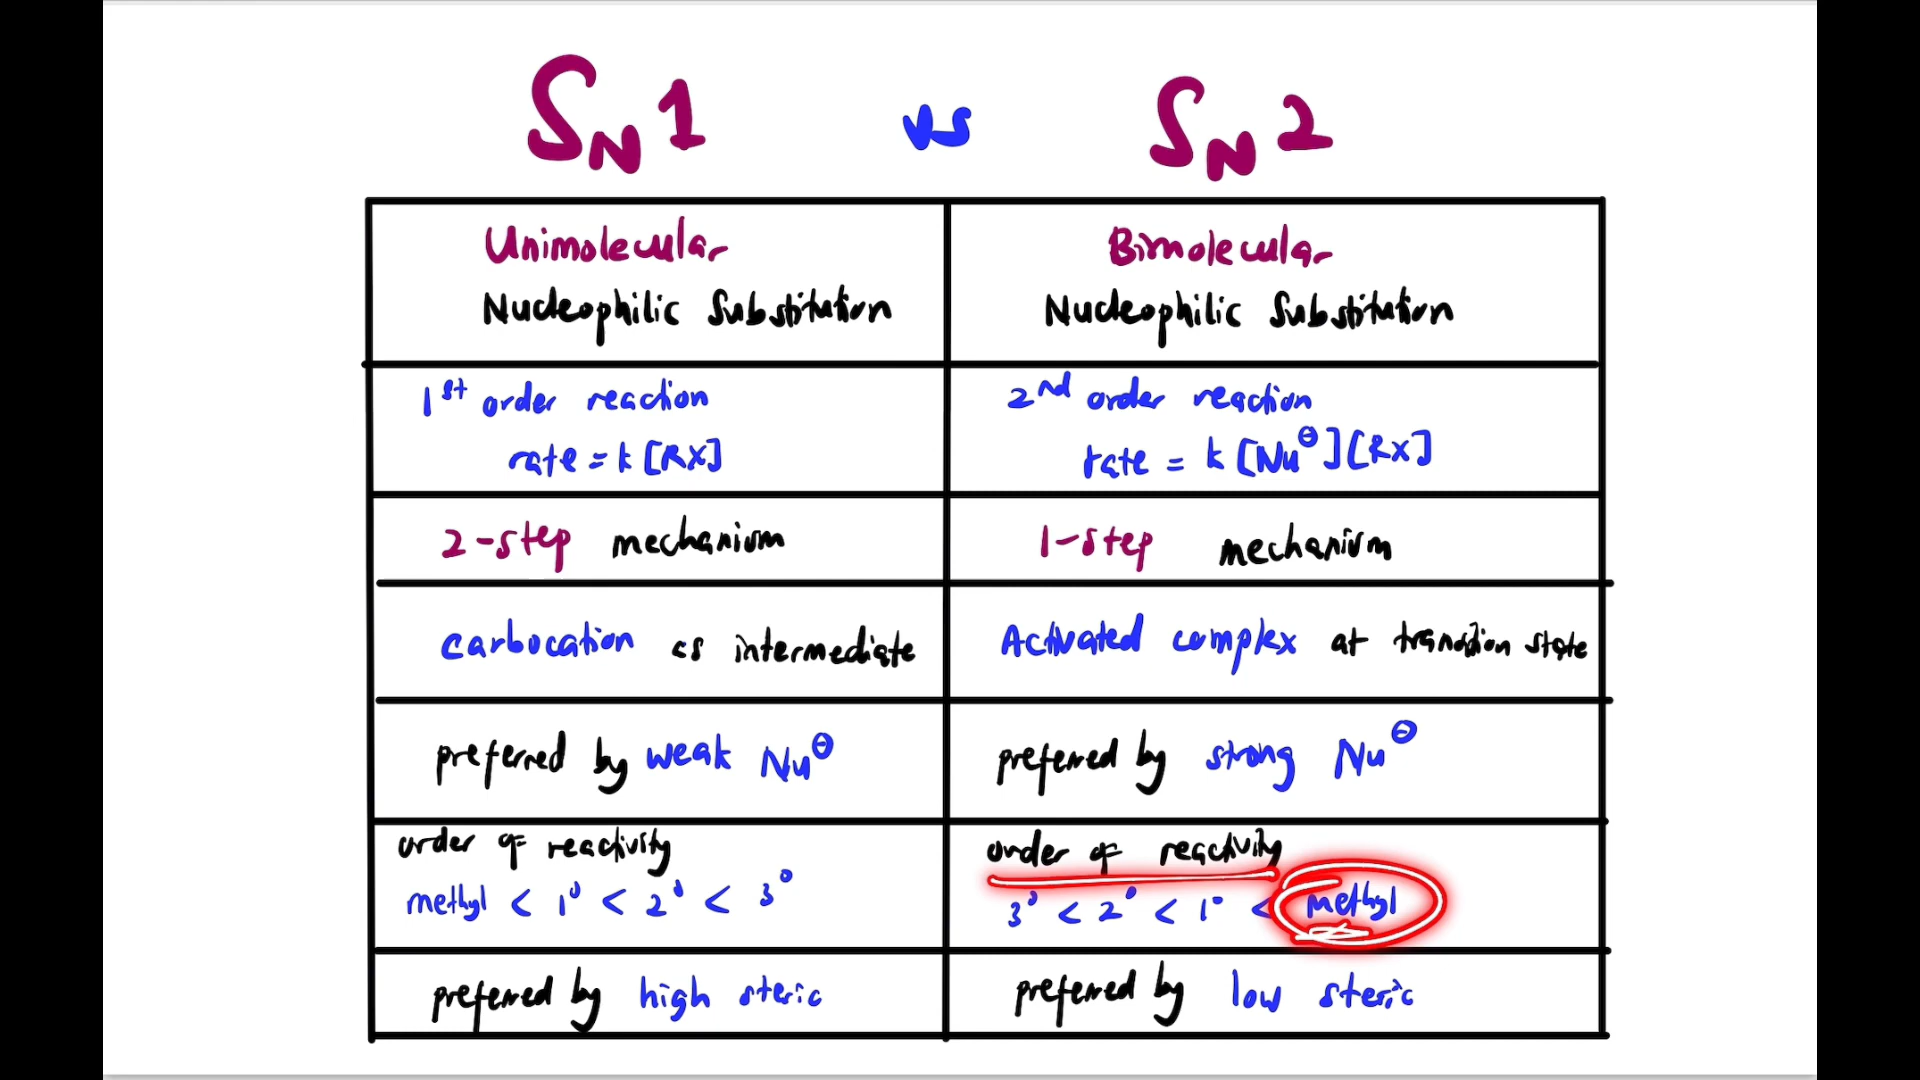 SN1 vs SN2
Unimolecular
Nucleophilic Substitution
Bimolecular
Nucleophilic Substitution
1st order reaction
rate = k [RX]
2nd order reaction
rate = k [Nu⊖][RX]
2-step mechanism
1-step mechanism
carbocation as intermediate
Activated complex at transition state
preferred by weak Nu⊖
preferred by strong Nu⊖
order of reactivity
methyl < 1° < 2° < 3°
order of reactivity
3° < 2° < 1° < methyl
preferred by high steric
preferred by low steric